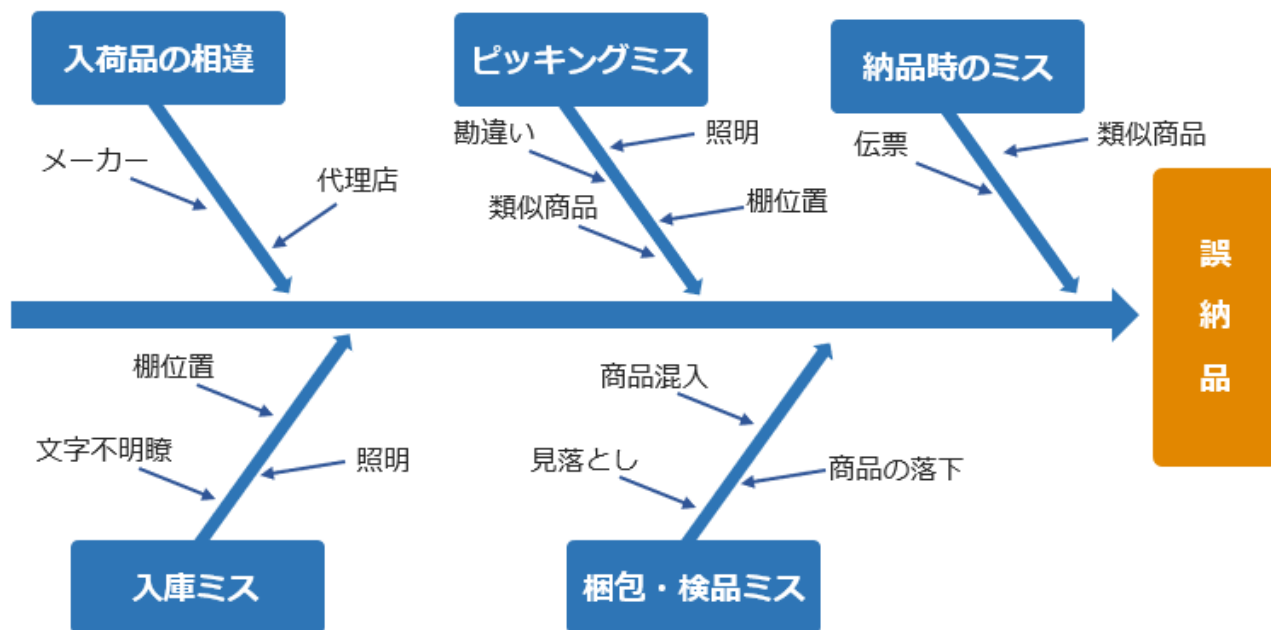 入荷品の相違
ピッキングミス
納品時のミス
メーカー
代理店
勘違い
照明
類似商品
棚位置
伝票
類似商品
誤
納
品
棚位置
文字不明瞭
照明
商品混入
見落とし
商品の落下
入庫ミス
梱包・検品ミス